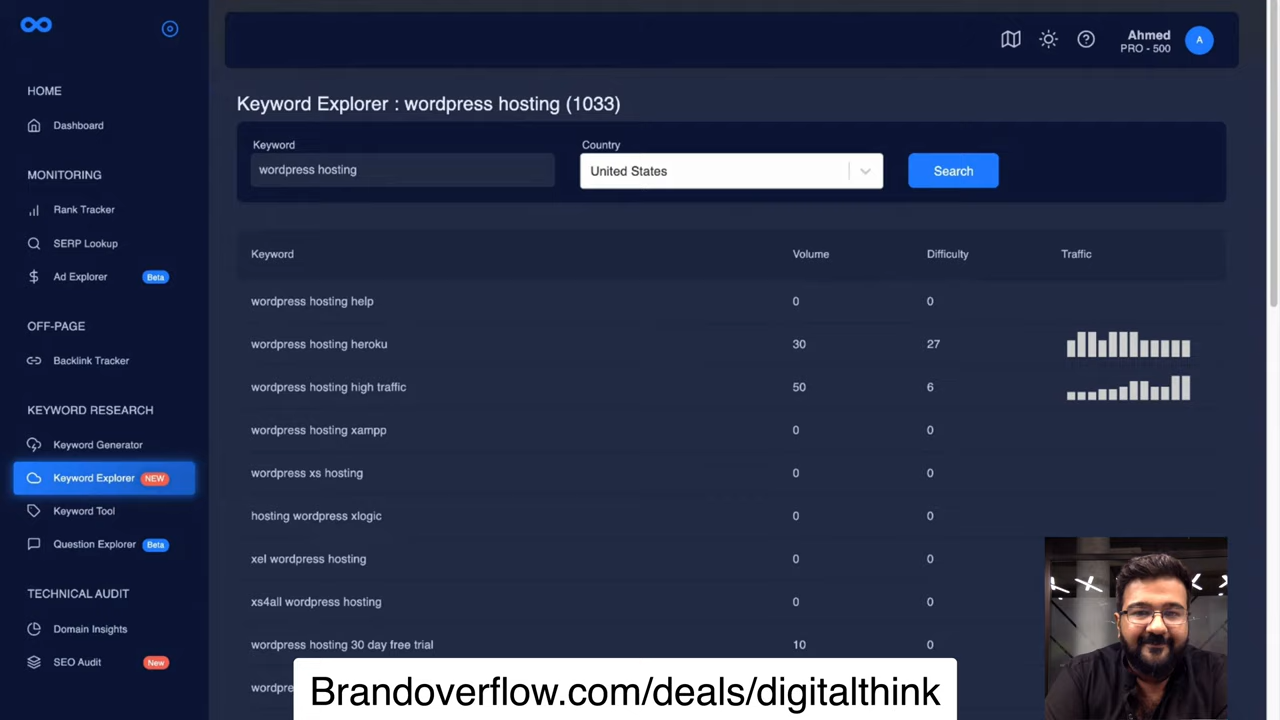 Ahmed
PRO - 500
A
HOME
Dashboard
MONITORING
Rank Tracker
SERP Lookup
Ad Explorer Beta
OFF-PAGE
Backlink Tracker
KEYWORD RESEARCH
Keyword Generator
Keyword Explorer NEW
Keyword Tool
Question Explorer Beta
TECHNICAL AUDIT
Domain Insights
SEO Audit New
Keyword Explorer : wordpress hosting (1033)
Keyword Country
wordpress hosting United States Search
Keyword Volume Difficulty Traffic
wordpress hosting help 0 0
wordpress hosting heroku 30 27
wordpress hosting high traffic 50 6
wordpress hosting xampp 0 0
wordpress xs hosting 0 0
hosting wordpress xlogic 0 0
xel wordpress hosting 0 0
xs4all wordpress hosting 0 0
wordpress hosting 30 day free trial 10 0
Brandoverflow.com/deals/digitalthink